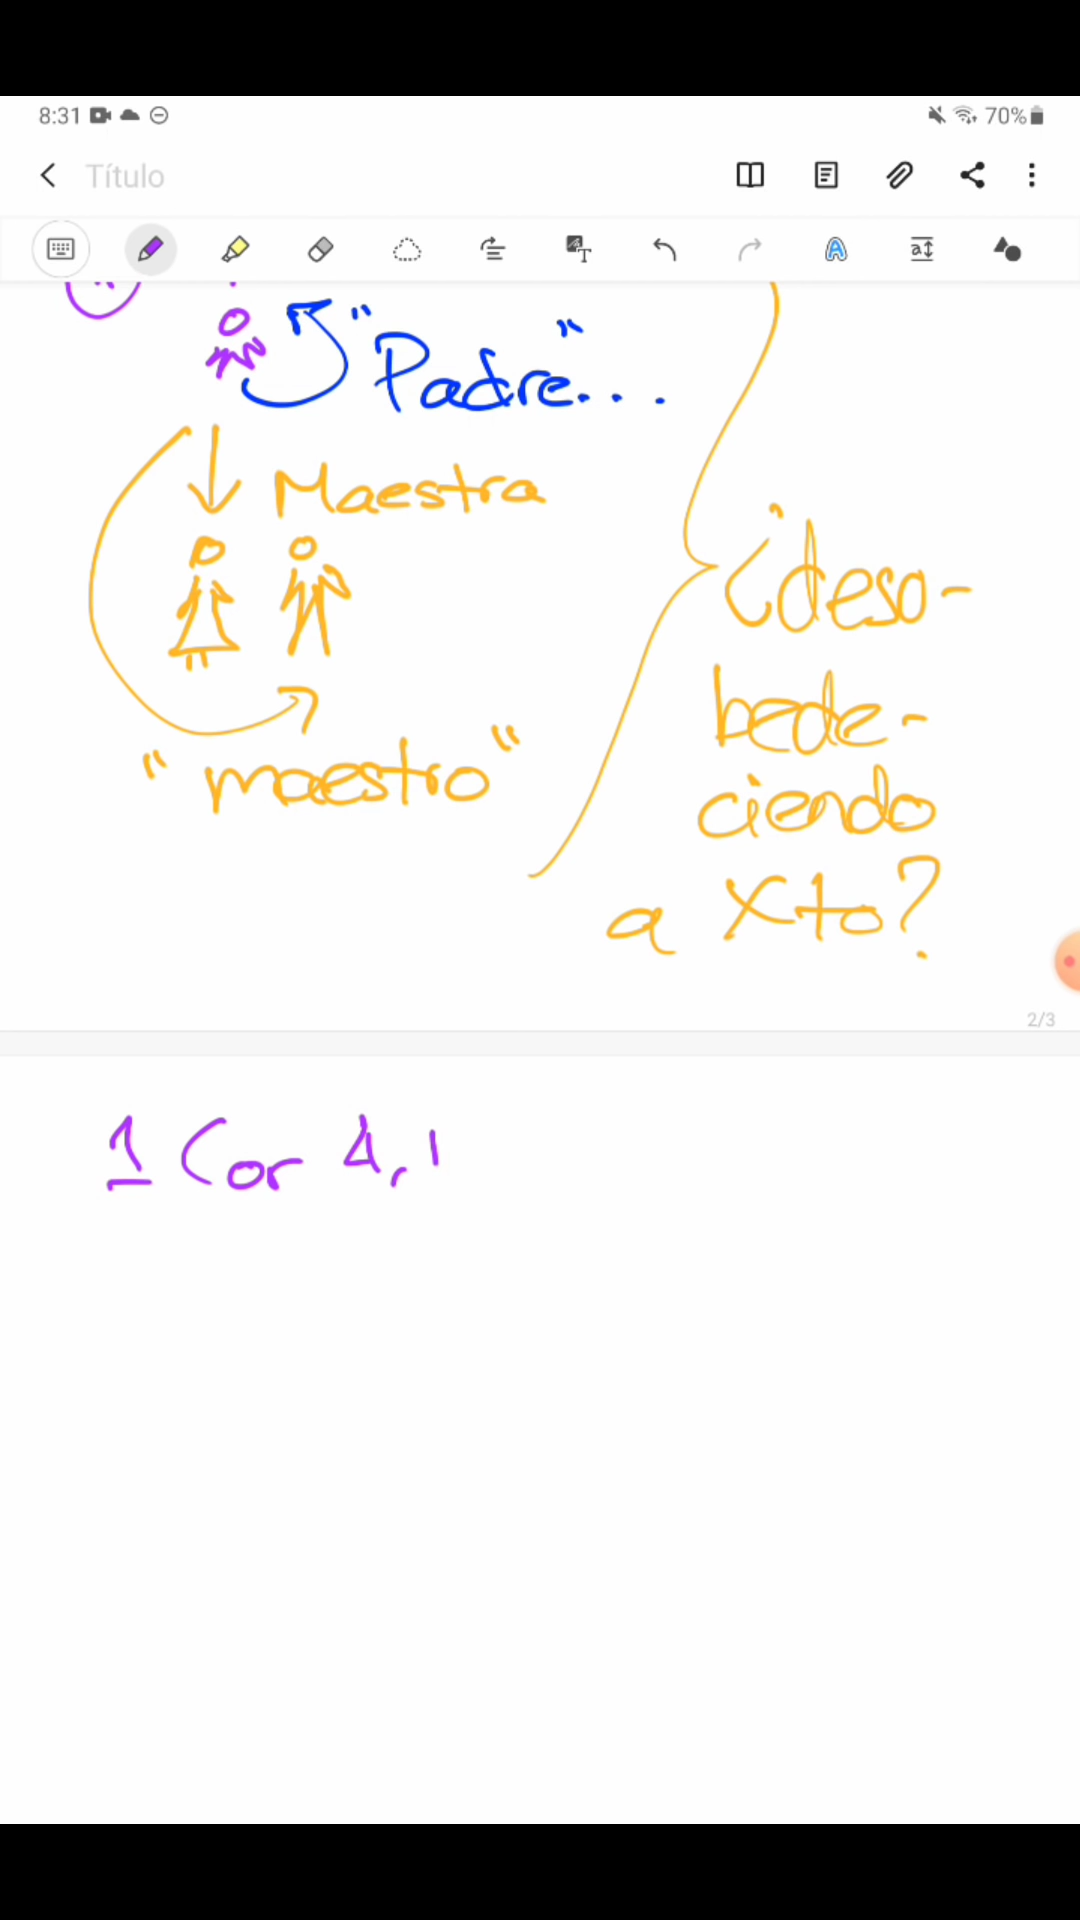 8:31 70%
Título
"Padre"...
Maestra
"maestro"
¿deso-
bede-
ciendo
a Xto?
2/3
1 Cor 4, 1